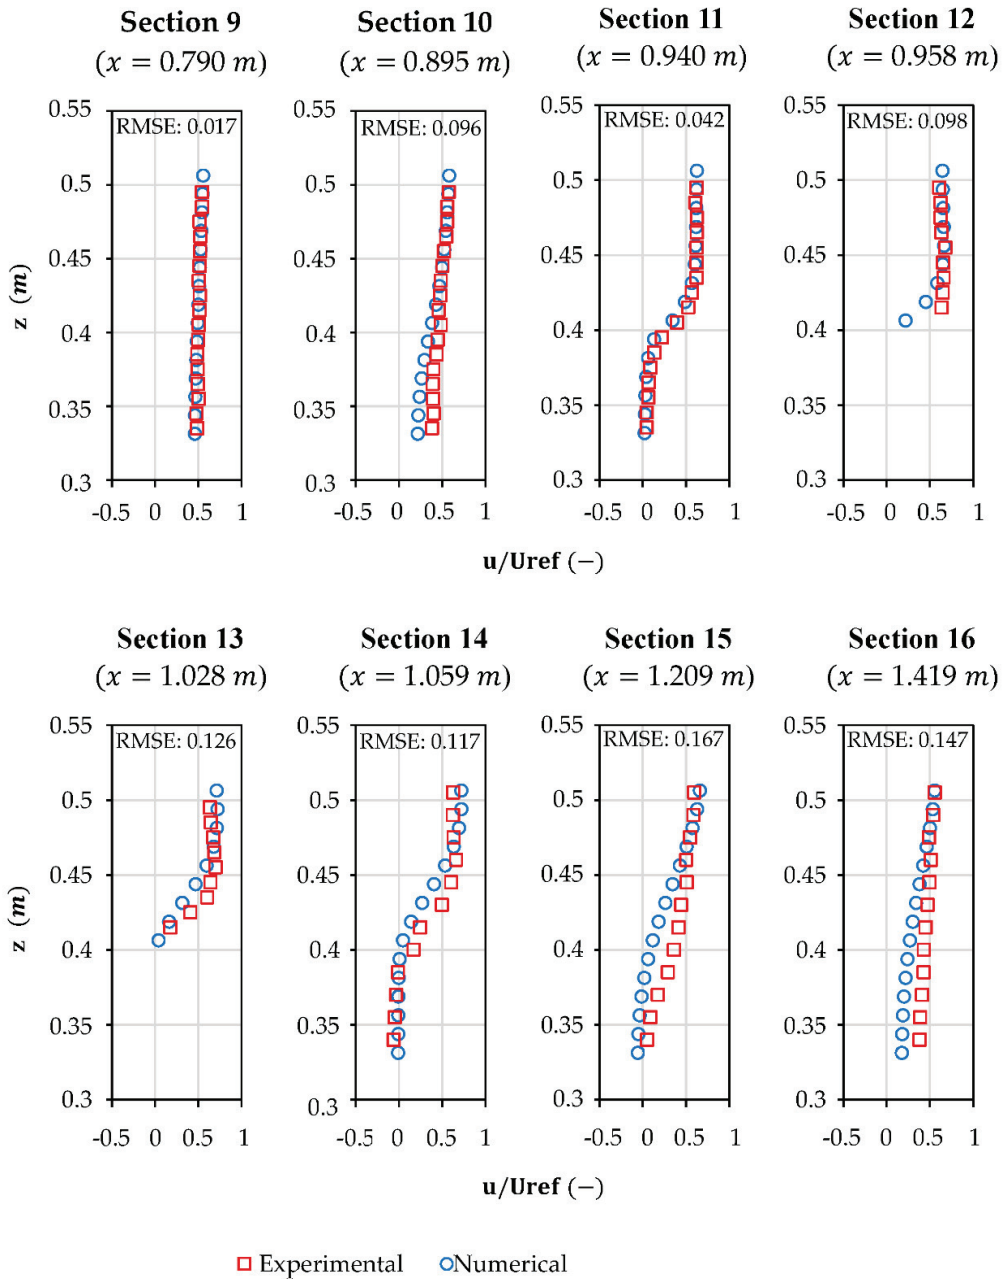 Section 9 Section 10 Section 11 Section 12
(x = 0.790 m) (x = 0.895 m) (x = 0.940 m) (x = 0.958 m)
0.55 0.55 0.55 0.55
RMSE: 0.017 RMSE: 0.096 RMSE: 0.042 RMSE: 0.098
0.5 0.5 0.5 0.5
0.45 0.45 0.45 0.45
z (m)
0.4 0.4 0.4 0.4
0.35 0.35 0.35 0.35
0.3 0.3 0.3 0.3
-0.5 0 0.5 1 -0.5 0 0.5 1 -0.5 0 0.5 1 -0.5 0 0.5 1
u/Uref (−)
Section 13 Section 14 Section 15 Section 16
(x = 1.028 m) (x = 1.059 m) (x = 1.209 m) (x = 1.419 m)
0.55 0.55 0.55 0.55
RMSE: 0.126 RMSE: 0.117 RMSE: 0.167 RMSE: 0.147
0.5 0.5 0.5 0.5
0.45 0.45 0.45 0.45
z (m)
0.4 0.4 0.4 0.4
0.35 0.35 0.35 0.35
0.3 0.3 0.3 0.3
-0.5 0 0.5 1 -0.5 0 0.5 1 -0.5 0 0.5 1 -0.5 0 0.5 1
u/Uref (−)
Experimental Numerical